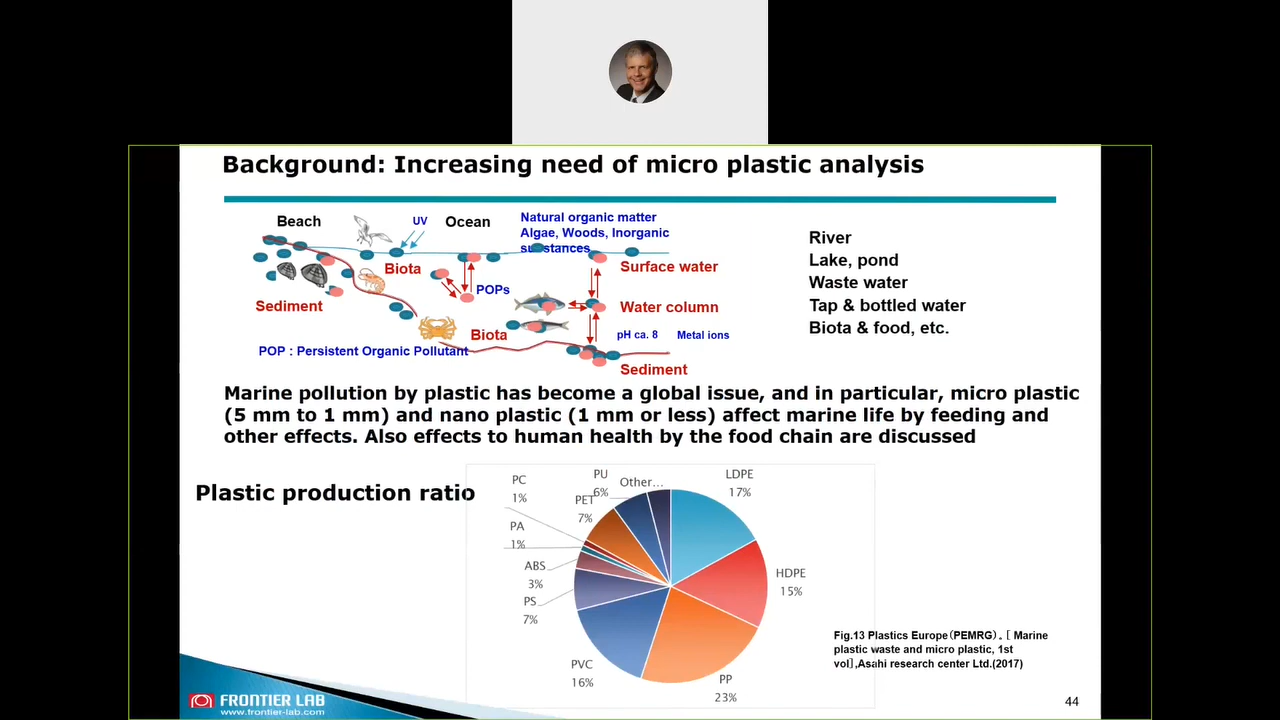 Background: Increasing need of micro plastic analysis
Beach
UV
Ocean
Natural organic matter
Algae, Woods, Inorganic
substances
Biota
POPs
Sediment
Surface water
Water column
Biota
pH ca. 8
Metal ions
POP : Persistent Organic Pollutant
Sediment
River
Lake, pond
Waste water
Tap & bottled water
Biota & food, etc.
Marine pollution by plastic has become a global issue, and in particular, micro plastic
(5 mm to 1 mm) and nano plastic (1 mm or less) affect marine life by feeding and
other effects. Also effects to human health by the food chain are discussed
Plastic production ratio
PC
1%
PU
6%
Other...
LDPE
17%
PET
7%
PA
1%
ABS
3%
HDPE
15%
PS
7%
PVC
16%
PP
23%
Fig.13 Plastics Europe(PEMRG)。[ Marine
plastic waste and micro plastic, 1st
vol],Asahi research center Ltd.(2017)
FRONTIER LAB
www.frontier-lab.com
44